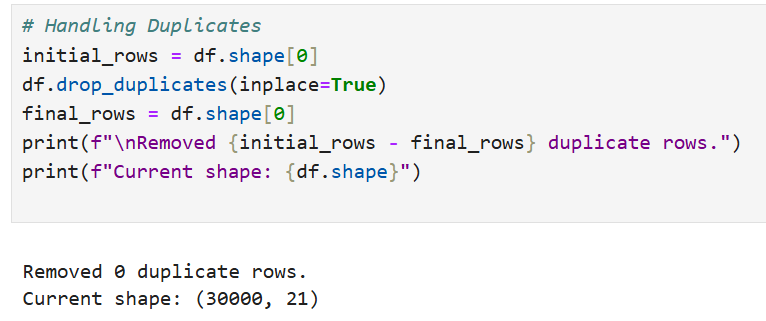 # Handling Duplicates
initial_rows = df.shape[0]
df.drop_duplicates(inplace=True)
final_rows = df.shape[0]
print(f"\nRemoved {initial_rows - final_rows} duplicate rows.")
print(f"Current shape: {df.shape}")
Removed 0 duplicate rows.
Current shape: (30000, 21)